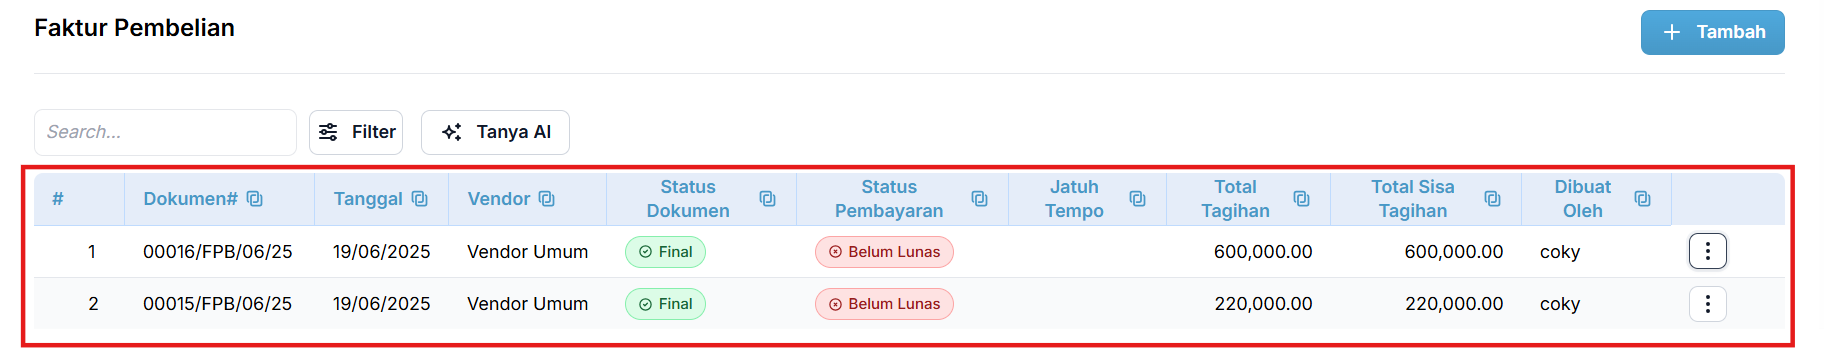 Faktur Pembelian
+ Tambah
Search...
Filter
Tanya AI
# Dokumen# Tanggal Vendor Status Dokumen Status Pembayaran Jatuh Tempo Total Tagihan Total Sisa Tagihan Dibuat Oleh
1 00016/FPB/06/25 19/06/2025 Vendor Umum Final Belum Lunas 600,000.00 600,000.00 coky
2 00015/FPB/06/25 19/06/2025 Vendor Umum Final Belum Lunas 220,000.00 220,000.00 coky